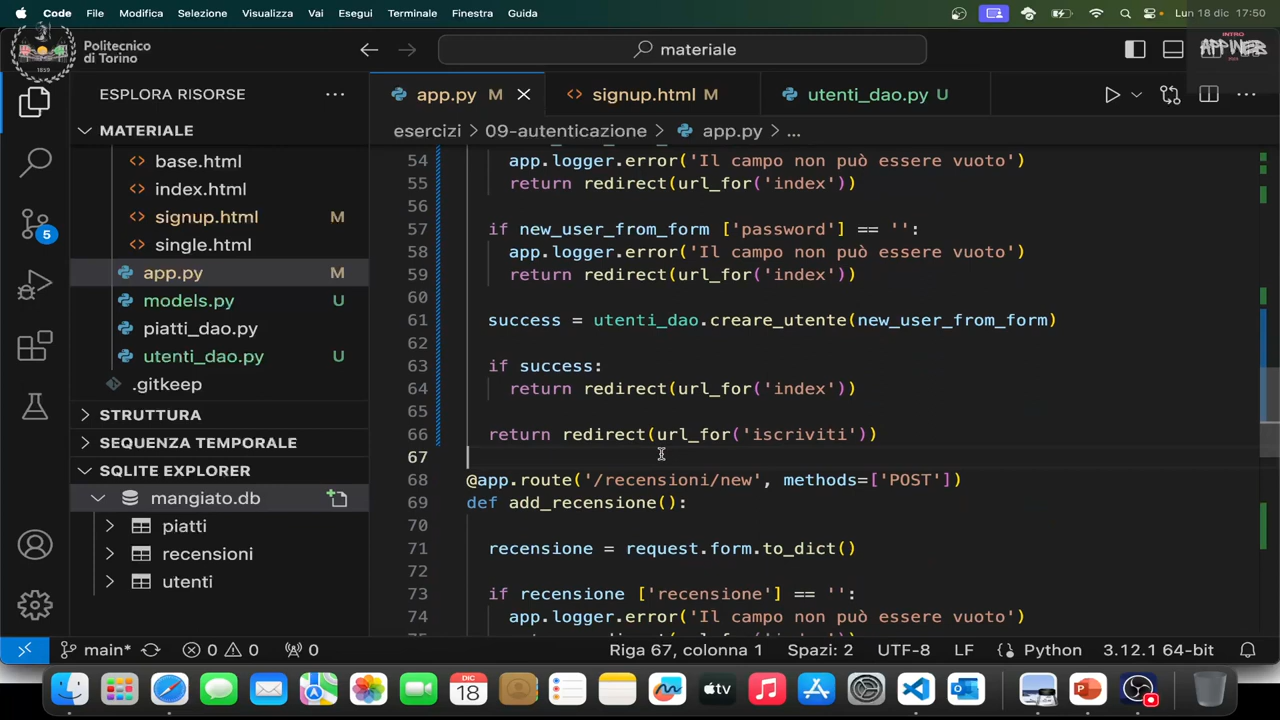 Code File Modifica Selezione Visualizza Vai Esegui Terminale Finestra Guida Lun 18 dic 17:50
Politecnico
di Torino
materiale
INTRO
APP WEB
ESPLORA RISORSE
app.py M
signup.html M
utenti_dao.py U
MATERIALE
esercizi > 09-autenticazione > app.py > ...
base.html
index.html
signup.html M
single.html
app.py M
models.py U
piatti_dao.py
utenti_dao.py U
.gitkeep
STRUTTURA
SEQUENZA TEMPORALE
SQLITE EXPLORER
mangiato.db
piatti
recensioni
utenti
5
54 app.logger.error('Il campo non può essere vuoto')
55 return redirect(url_for('index'))
56
57 if new_user_from_form ['password'] == '':
58 app.logger.error('Il campo non può essere vuoto')
59 return redirect(url_for('index'))
60
61 success = utenti_dao.creare_utente(new_user_from_form)
62
63 if success:
64 return redirect(url_for('index'))
65
66 return redirect(url_for('iscriviti'))
67
68 @app.route('/recensioni/new', methods=['POST'])
69 def add_recensione():
70
71 recensione = request.form.to_dict()
72
73 if recensione ['recensione'] == '':
74 app.logger.error('Il campo non può essere vuoto')
main* 0 0 0 Riga 67, colonna 1 Spazi: 2 UTF-8 LF Python 3.12.1 64-bit
DIC
18
tv